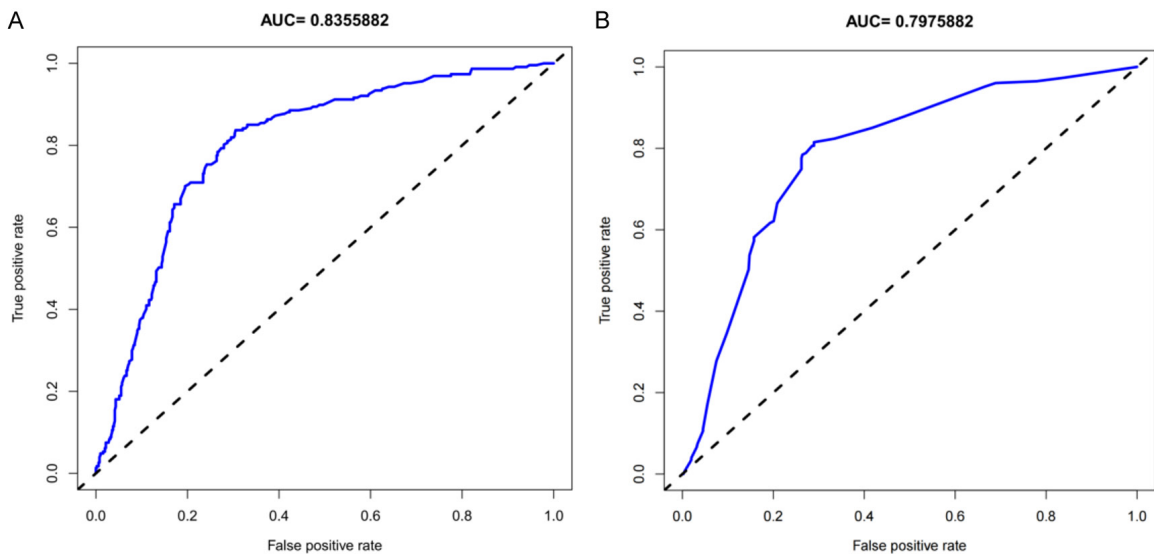 A
AUC= 0.8355882
True positive rate
1.0
0.8
0.6
0.4
0.2
0.0
0.0 0.2 0.4 0.6 0.8 1.0
False positive rate
B
AUC= 0.7975882
True positive rate
1.0
0.8
0.6
0.4
0.2
0.0
0.0 0.2 0.4 0.6 0.8 1.0
False positive rate